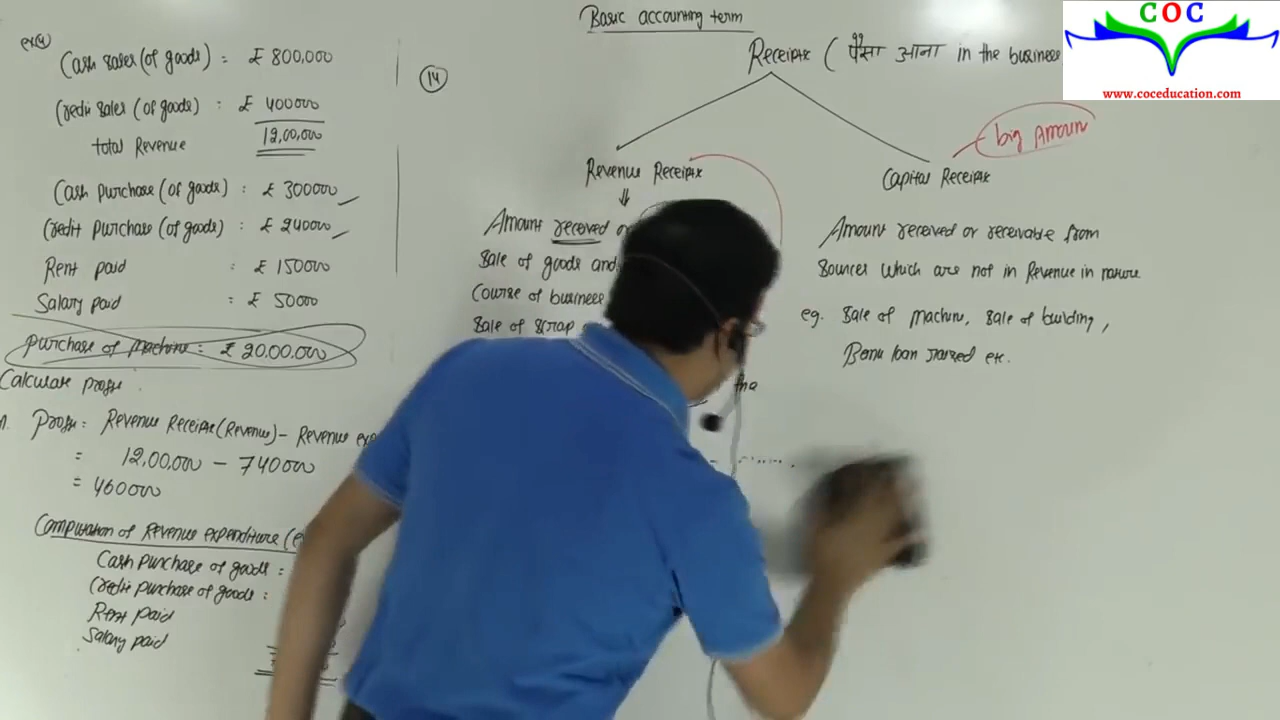 Basic accounting term
COC
www.coceducation.com
ex(4)
Cash sales (of goods) : £ 800,000
Credit sales (of goods) : £ 400000
Total Revenue 12,00,000
Cash purchase (of goods) : £ 300000
Credit purchase (of goods) : £ 240000
Rent paid : £ 150000
Salary paid : £ 50000
purchase of machine : £ 20,00,000
Calculate profit
Profit : Revenue Receipts (Revenue) - Revenue
= 12,00,000 - 740000
= 460000
Computation of Revenue expenditure
Cash purchase of goods :
Credit purchase of goods :
Rent paid
Salary paid
14
Receipts ( पैसा आना in the business
Revenue Receipts
Amount received
Sale of goods and
Course of business
Sale of scrap
the
Capital Receipts
big Amount
Amount received or receivable from
Sources which are not in Revenue in nature
eg. Sale of machine, Sale of building,
Bank loan raised etc.